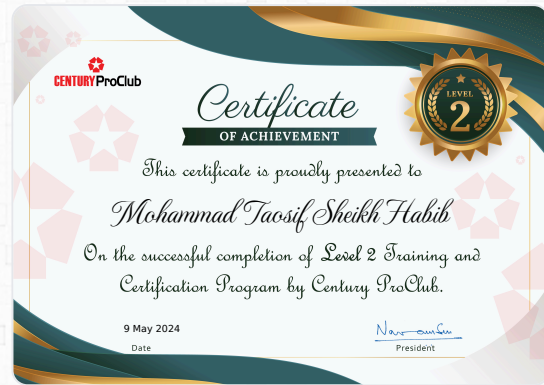 CENTURY ProClub
Certificate
OF ACHIEVEMENT
LEVEL
2
This certificate is proudly presented to
Mohammad Taosif Sheikh Habib
On the successful completion of Level 2 Training and
Certification Program by Century ProClub.
9 May 2024
Date
President